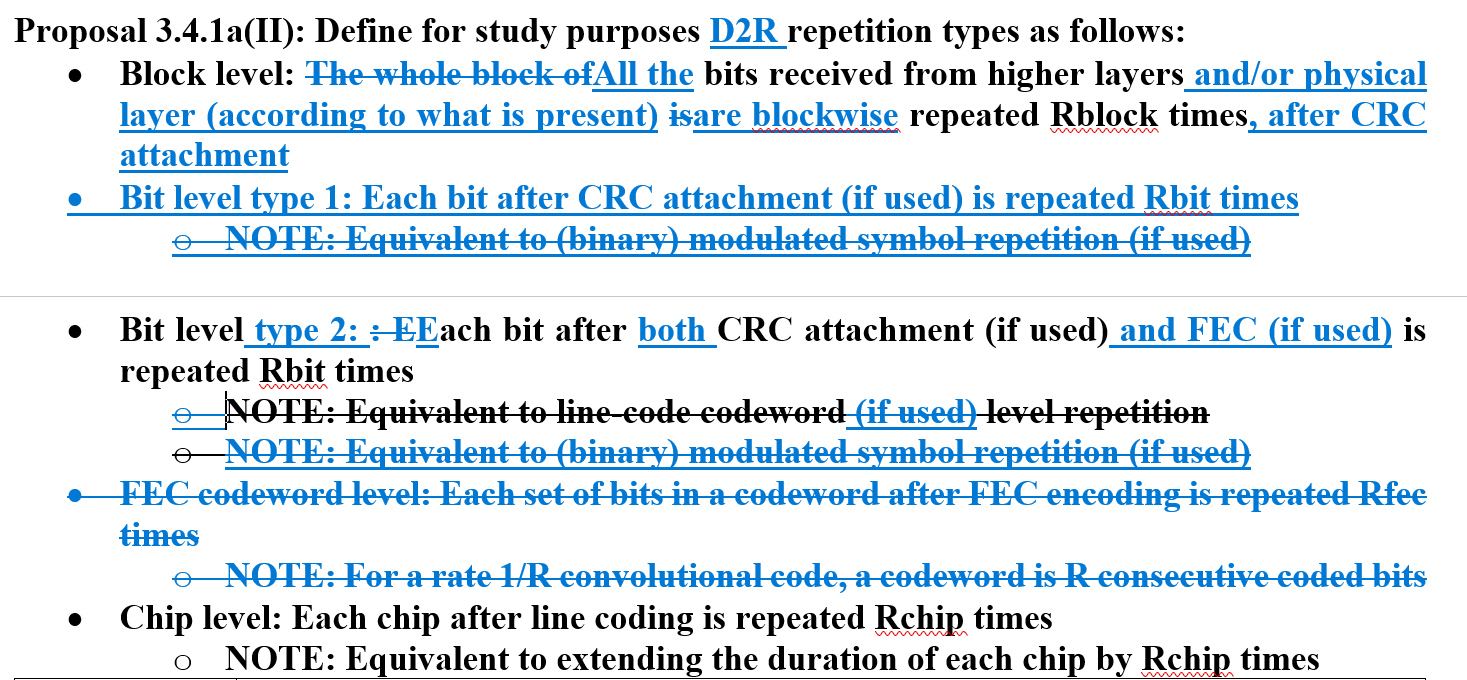 Proposal 3.4.1a(II): Define for study purposes D2R repetition types as follows:
● Block level: The whole block ofAll the bits received from higher layers and/or physical
layer (according to what is present) isare blockwise repeated Rblock times, after CRC
attachment
● Bit level type 1: Each bit after CRC attachment (if used) is repeated Rbit times
○ NOTE: Equivalent to (binary) modulated symbol repetition (if used)
● Bit level type 2: : EEach bit after both CRC attachment (if used) and FEC (if used) is
repeated Rbit times
○ NOTE: Equivalent to line-code codeword (if used) level repetition
○ NOTE: Equivalent to (binary) modulated symbol repetition (if used)
● FEC codeword level: Each set of bits in a codeword after FEC encoding is repeated Rfec
times
○ NOTE: For a rate 1/R convolutional code, a codeword is R consecutive coded bits
● Chip level: Each chip after line coding is repeated Rchip times
○ NOTE: Equivalent to extending the duration of each chip by Rchip times